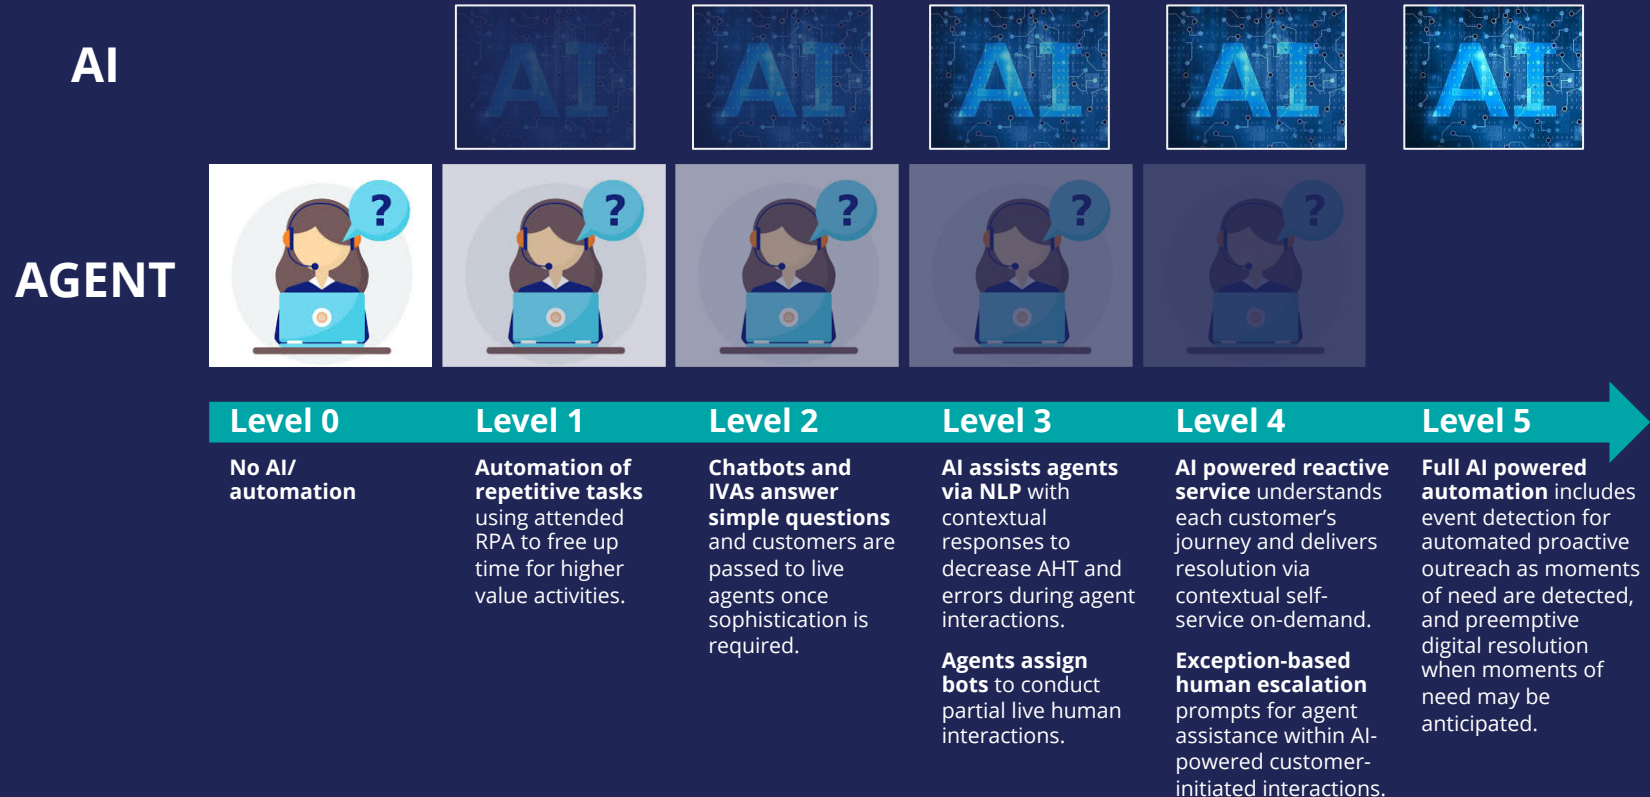 AI
AI
AI
AI
AI
AI
AGENT
?
?
?
?
?
Level 0
No AI/
automation
Level 1
Automation of
repetitive tasks
using attended
RPA to free up
time for higher
value activities.
Level 2
Chatbots and
IVAs answer
simple questions
and customers are
passed to live
agents once
sophistication is
required.
Level 3
AI assists agents
via NLP with
contextual
responses to
decrease AHT and
errors during agent
interactions.
Agents assign
bots to conduct
partial live human
interactions.
Level 4
AI powered reactive
service understands
each customer’s
journey and delivers
resolution via
contextual self-
service on-demand.
Exception-based
human escalation
prompts for agent
assistance within AI-
powered customer-
initiated interactions.
Level 5
Full AI powered
automation includes
event detection for
automated proactive
outreach as moments
of need are detected,
and preemptive
digital resolution
when moments of
need may be
anticipated.